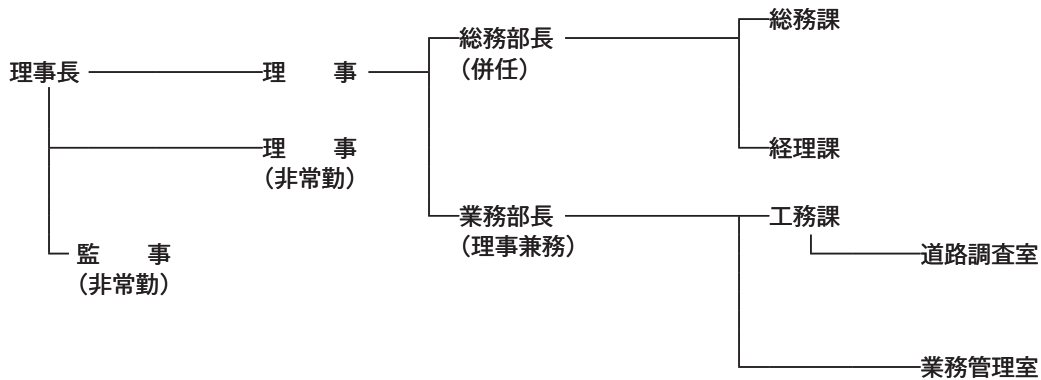 理事長
理　　事
総務部長
（併任）
総務課
経理課
理　　事
（非常勤）
業務部長
（理事兼務）
工務課
道路調査室
業務管理室
監　　事
（非常勤）